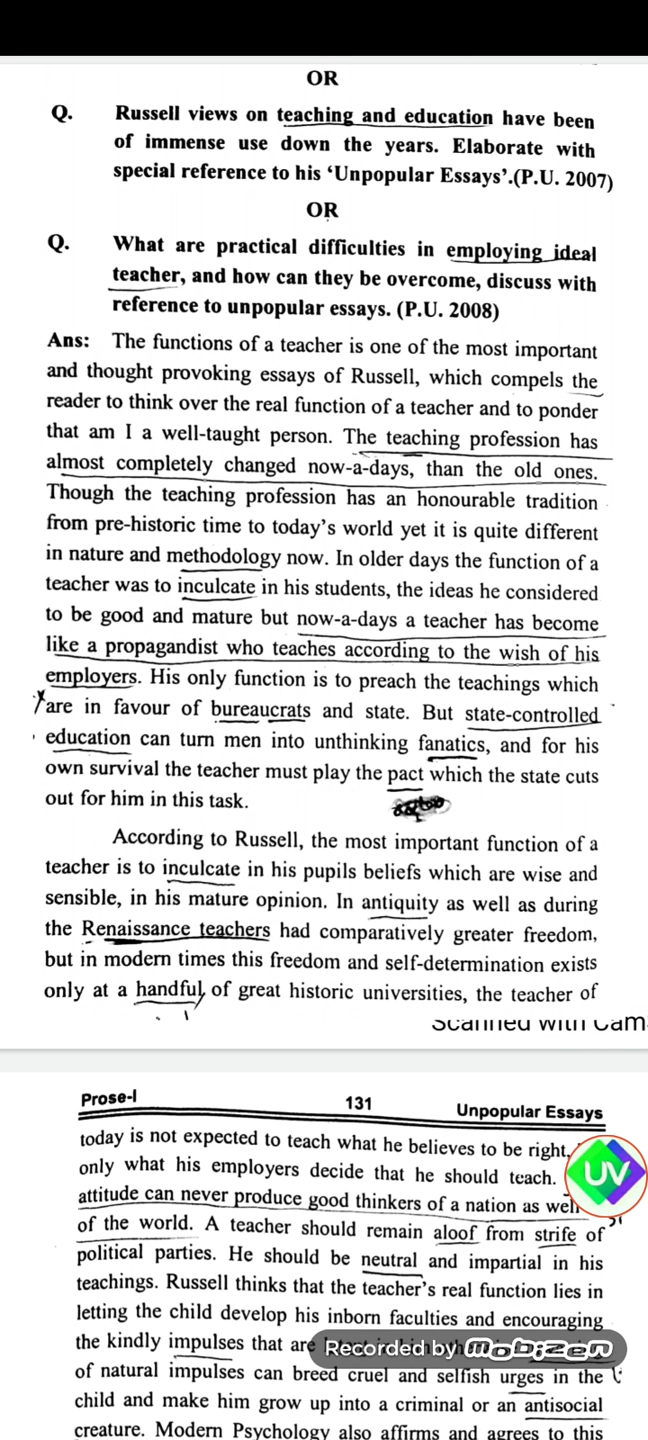 OR
Q. Russell views on teaching and education have been
of immense use down the years. Elaborate with
special reference to his ‘Unpopular Essays’.(P.U. 2007)
OR
Q. What are practical difficulties in employing ideal
teacher, and how can they be overcome, discuss with
reference to unpopular essays. (P.U. 2008)
Ans: The functions of a teacher is one of the most important
and thought provoking essays of Russell, which compels the
reader to think over the real function of a teacher and to ponder
that am I a well-taught person. The teaching profession has
almost completely changed now-a-days, than the old ones.
Though the teaching profession has an honourable tradition
from pre-historic time to today’s world yet it is quite different
in nature and methodology now. In older days the function of a
teacher was to inculcate in his students, the ideas he considered
to be good and mature but now-a-days a teacher has become
like a propagandist who teaches according to the wish of his
employers. His only function is to preach the teachings which
are in favour of bureaucrats and state. But state-controlled
education can turn men into unthinking fanatics, and for his
own survival the teacher must play the pact which the state cuts
out for him in this task.
According to Russell, the most important function of a
teacher is to inculcate in his pupils beliefs which are wise and
sensible, in his mature opinion. In antiquity as well as during
the Renaissance teachers had comparatively greater freedom,
but in modern times this freedom and self-determination exists
only at a handful of great historic universities, the teacher of
Scanned with Cam
Prose-I 131 Unpopular Essays
today is not expected to teach what he believes to be right,
only what his employers decide that he should teach.
attitude can never produce good thinkers of a nation as well
of the world. A teacher should remain aloof from strife of
political parties. He should be neutral and impartial in his
teachings. Russell thinks that the teacher’s real function lies in
letting the child develop his inborn faculties and encouraging
the kindly impulses that are
of natural impulses can breed cruel and selfish urges in the
child and make him grow up into a criminal or an antisocial
creature. Modern Psychology also affirms and agrees to this
UV
Recorded by mobizen